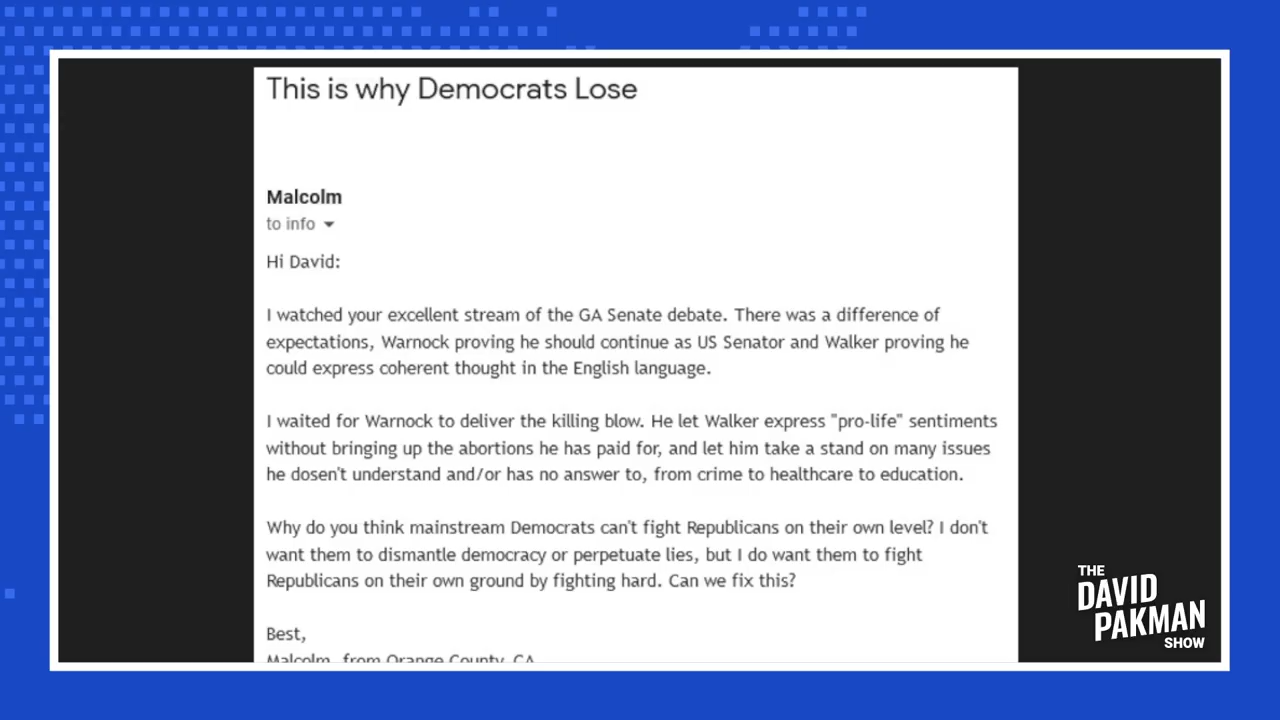 This is why Democrats Lose
Malcolm
to info
Hi David:
I watched your excellent stream of the GA Senate debate. There was a difference of
expectations, Warnock proving he should continue as US Senator and Walker proving he
could express coherent thought in the English language.
I waited for Warnock to deliver the killing blow. He let Walker express "pro-life" sentiments
without bringing up the abortions he has paid for, and let him take a stand on many issues
he dosen't understand and/or has no answer to, from crime to healthcare to education.
Why do you think mainstream Democrats can't fight Republicans on their own level? I don't
want them to dismantle democracy or perpetuate lies, but I do want them to fight
Republicans on their own ground by fighting hard. Can we fix this?
Best,
Malcolm, from Orange County, CA
THE
DAVID
PAKMAN
SHOW